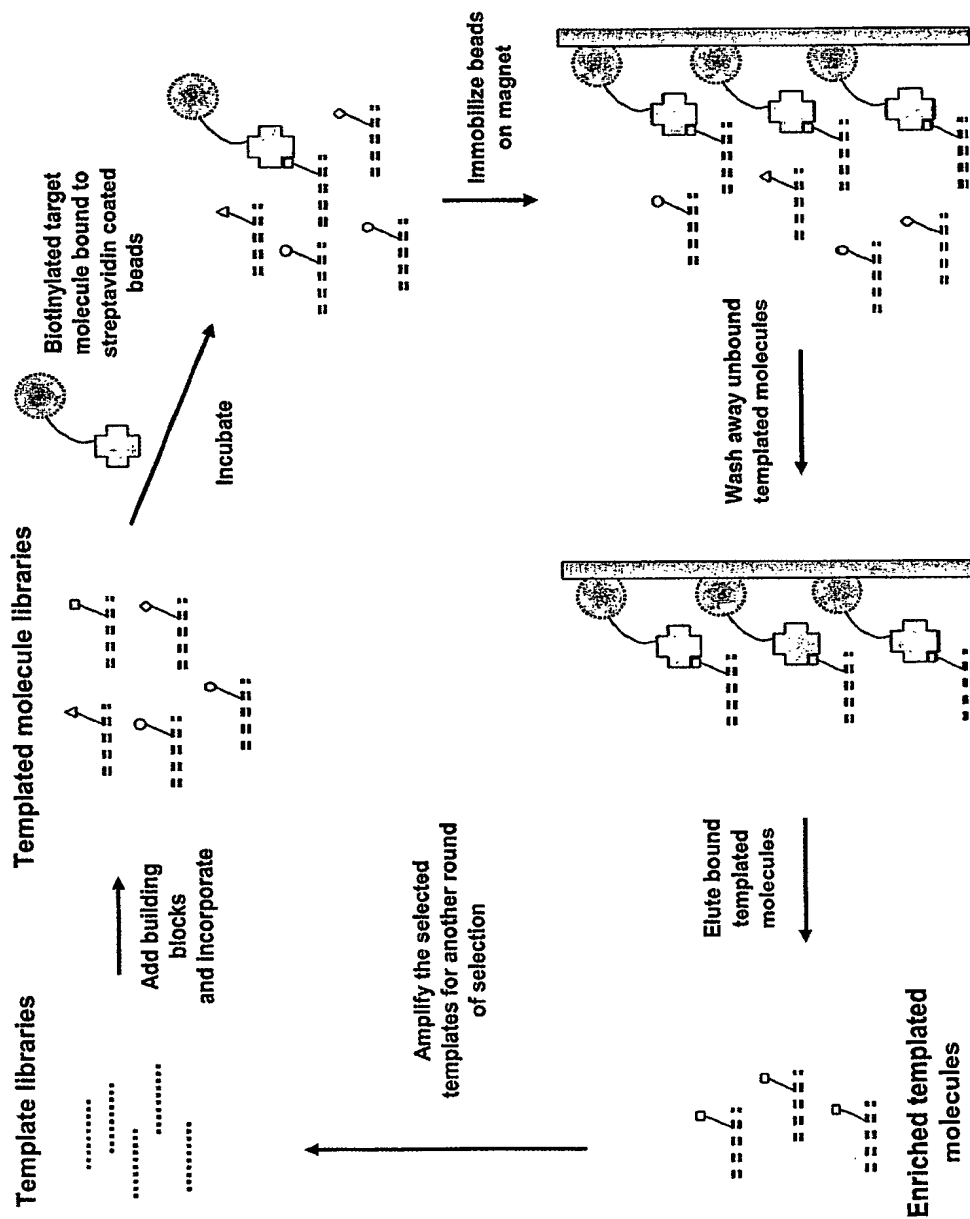 Template libraries
Add building
blocks
and incorporate
Templated molecule libraries
Biotinylated target
molecule bound to
streptavidin coated
beads
Incubate
Immobilize beads
on magnet
Wash away unbound
templated molecules
Elute bound
templated
molecules
Enriched templated
molecules
Amplify the selected
templates for another round
of selection